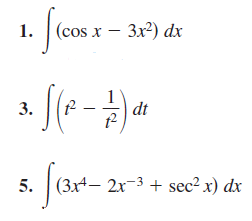 1. ∫(cos x − 3x²) dx
3. ∫(t² − 1/t²) dt
5. ∫(3x⁴ − 2x⁻³ + sec² x) dx